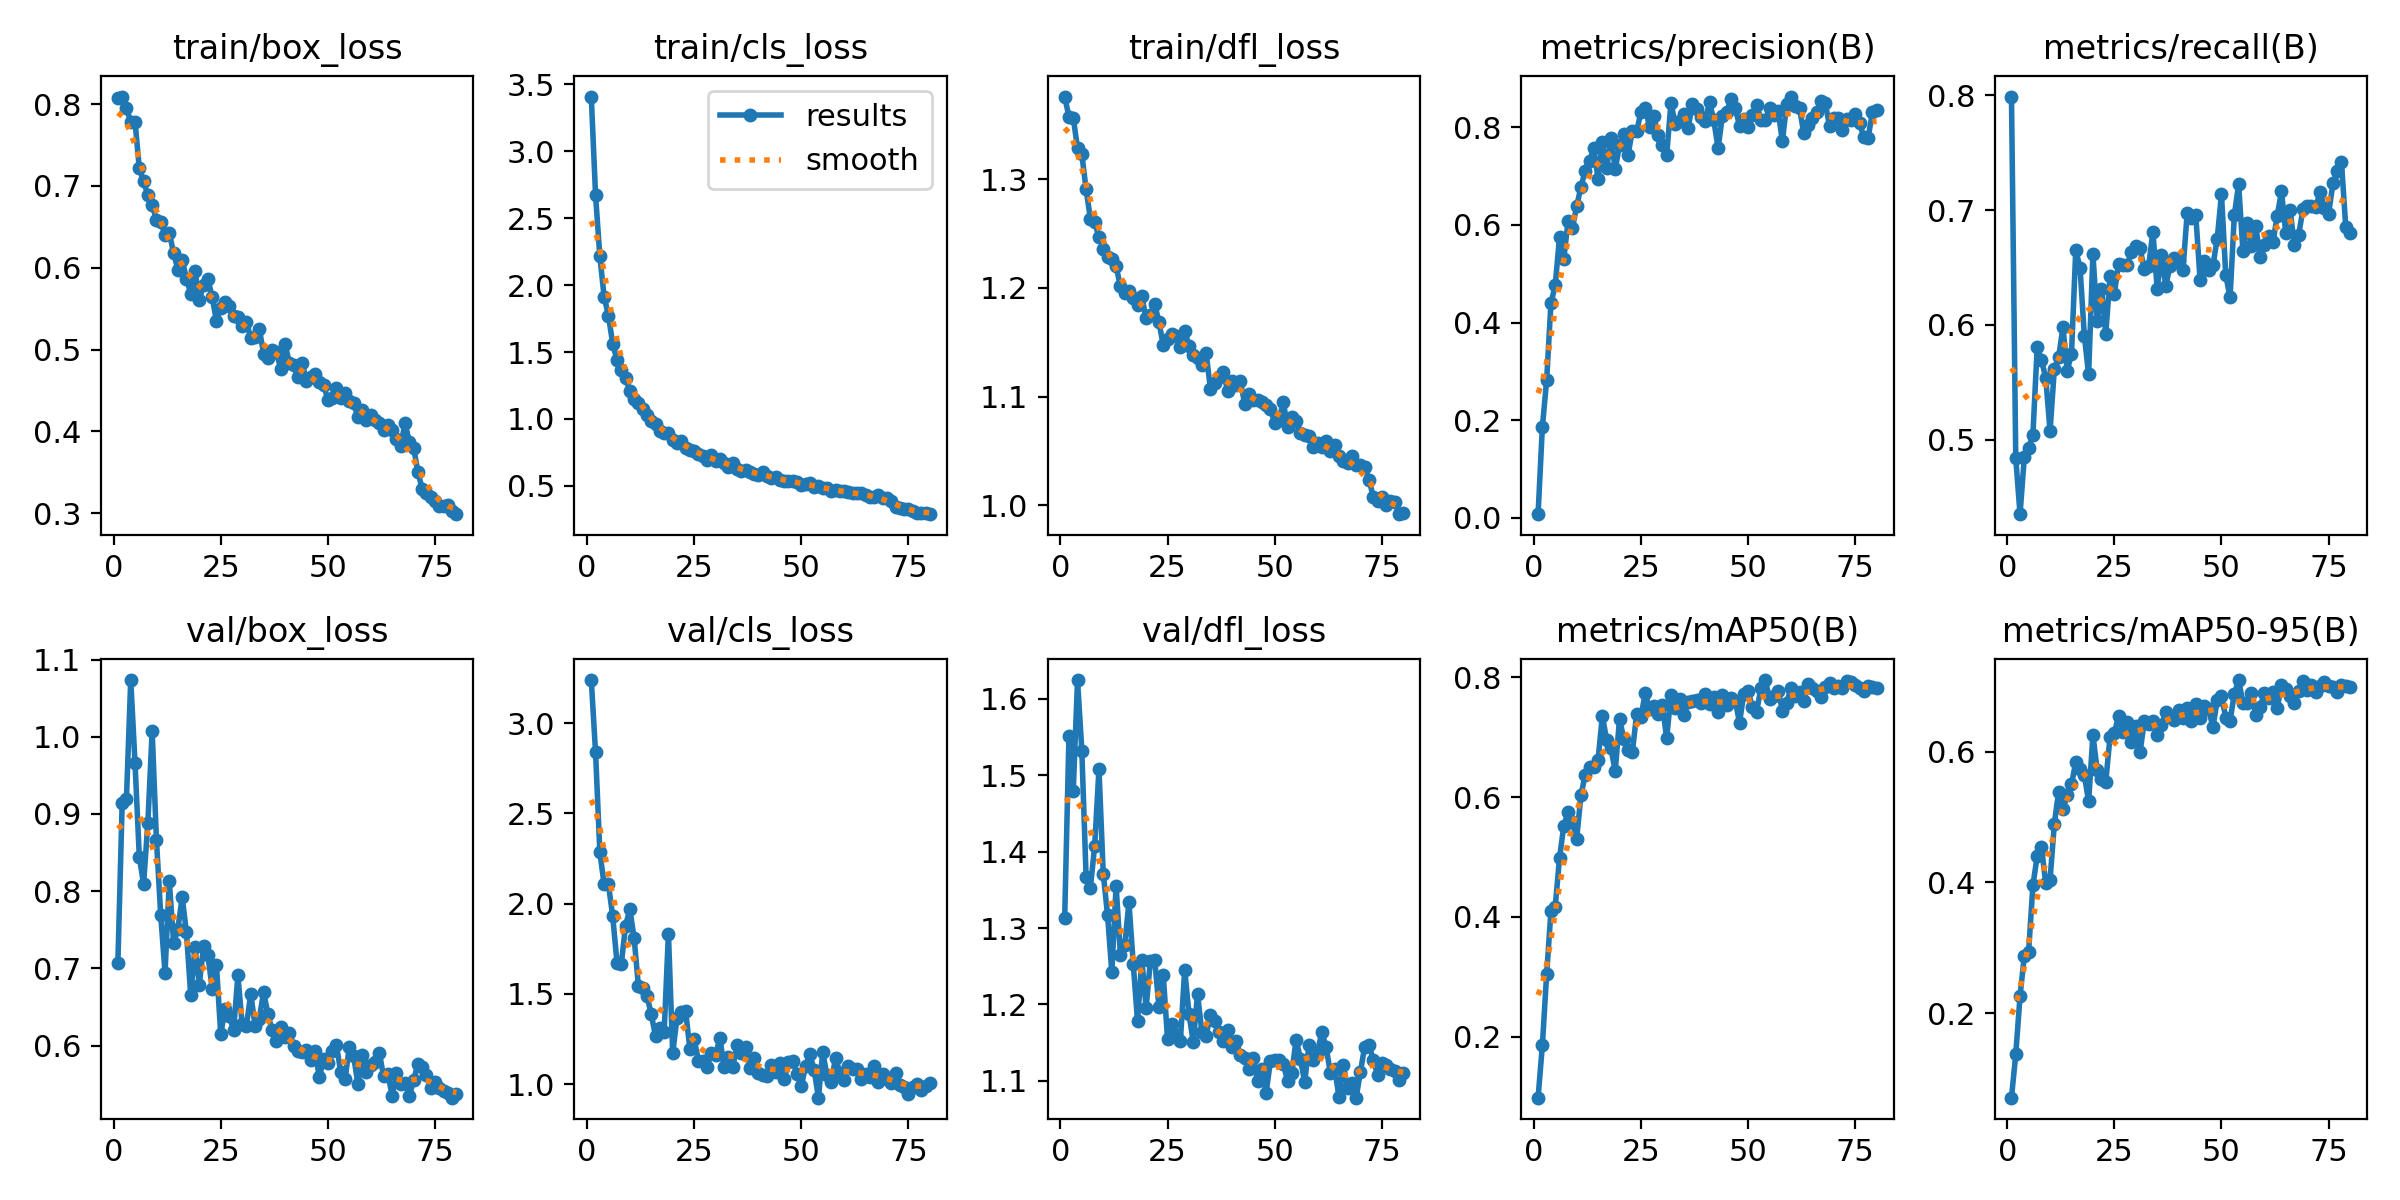 train/box_loss
train/cls_loss
train/dfl_loss
metrics/precision(B)
metrics/recall(B)
0.8
0.7
0.6
0.5
0.4
0.3
0 25 50 75
3.5
3.0
2.5
2.0
1.5
1.0
0.5
results
smooth
0 25 50 75
1.3
1.2
1.1
1.0
0 25 50 75
0.8
0.6
0.4
0.2
0.0
0 25 50 75
0.8
0.7
0.6
0.5
0 25 50 75
val/box_loss
val/cls_loss
val/dfl_loss
metrics/mAP50(B)
metrics/mAP50-95(B)
1.1
1.0
0.9
0.8
0.7
0.6
0 25 50 75
3.0
2.5
2.0
1.5
1.0
0 25 50 75
1.6
1.5
1.4
1.3
1.2
1.1
0 25 50 75
0.8
0.6
0.4
0.2
0 25 50 75
0.6
0.4
0.2
0 25 50 75